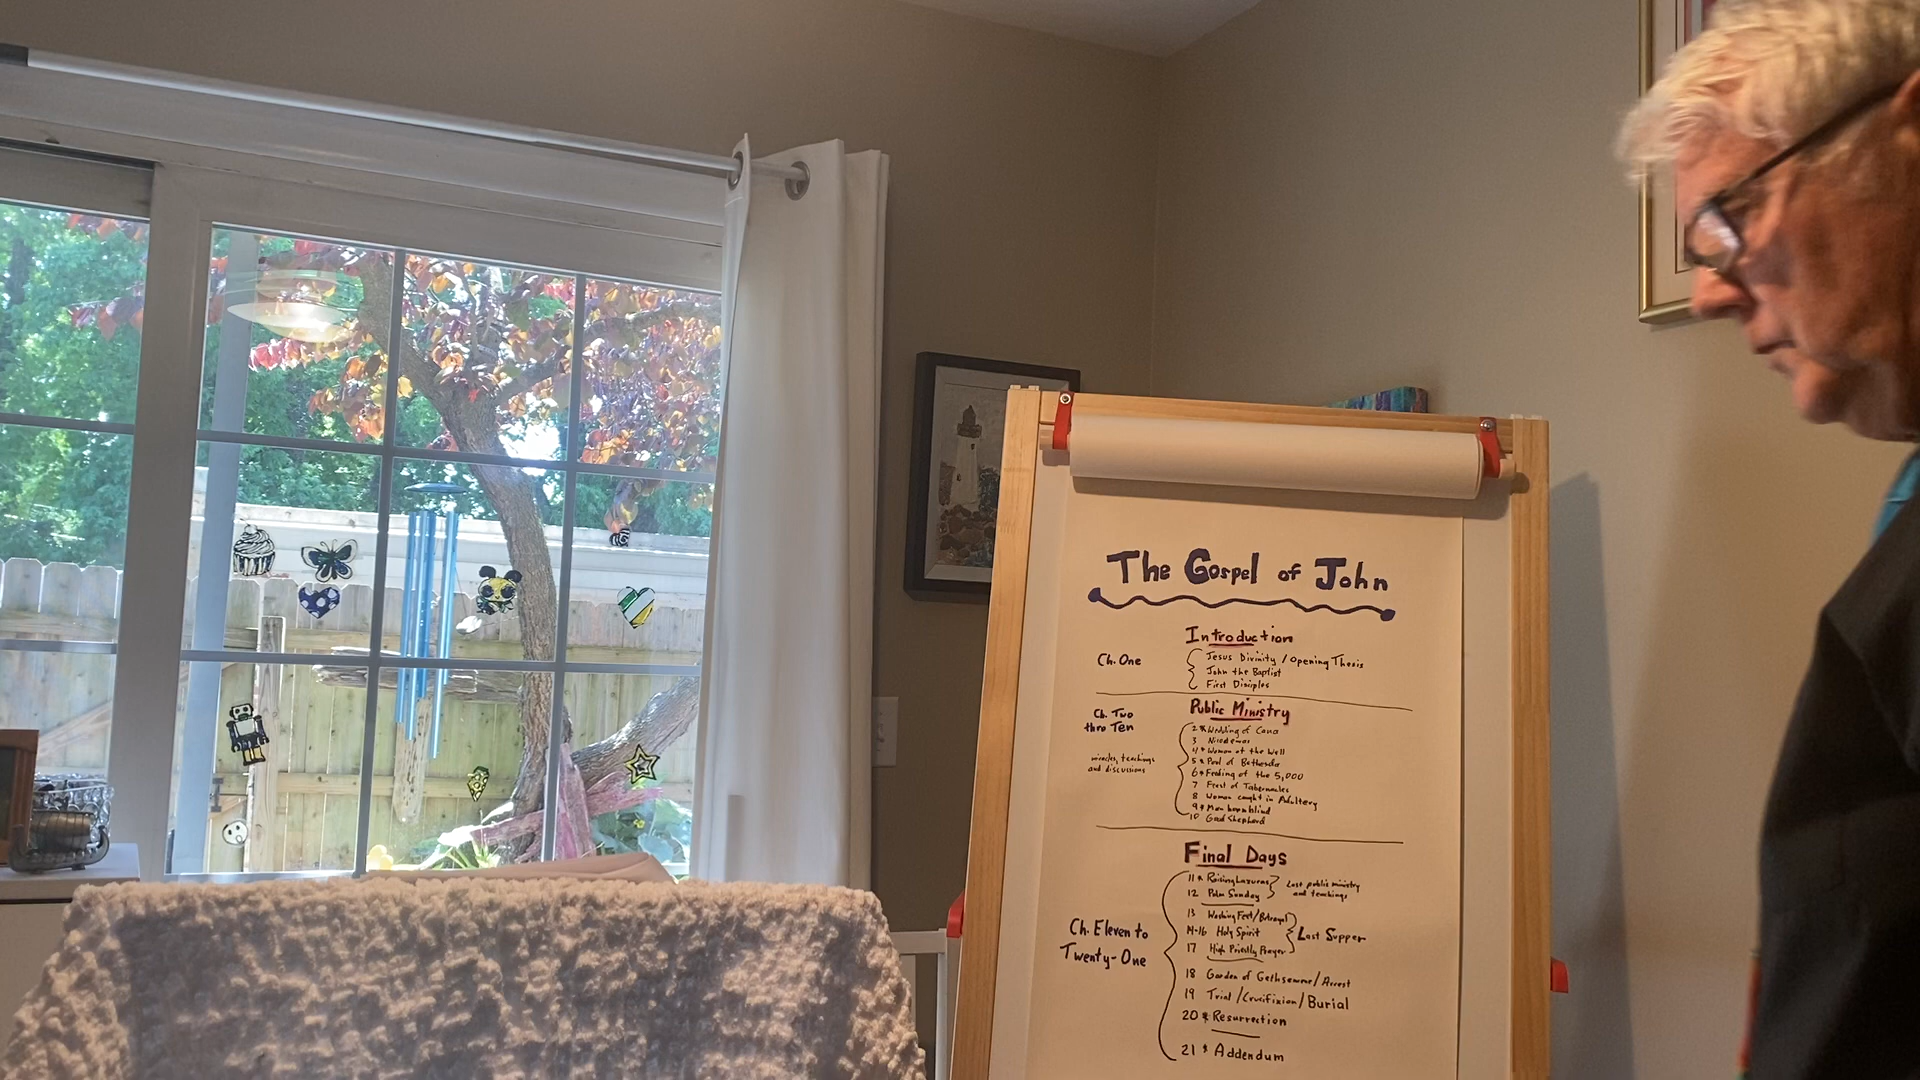 The Gospel of John
Introduction
Ch. One
Jesus Divinity / Opening Thesis
John the Baptist
First Disciples
Public Ministry
Ch. Two
thro Ten
miracles, teachings
and discussions
2 * Wedding of Cana
3 Nicodemus
4 * Woman at the Well
5 * Pool of Bethesda
6 * Feeding of the 5,000
7 Feast of Tabernacles
8 Woman caught in Adultery
9 * Man born blind
10 Good Shepherd
Final Days
Ch. Eleven to
Twenty-One
11 * Raising Lazarus
12 Palm Sunday
Last public ministry
and teachings
13 Washing Feet/Betrayal
14-16 Holy Spirit
17 High Priestly Prayer
Last Supper
18 Garden of Gethsemane/Arrest
19 Trial/Crucifixion/Burial
20 * Resurrection
21 * Addendum